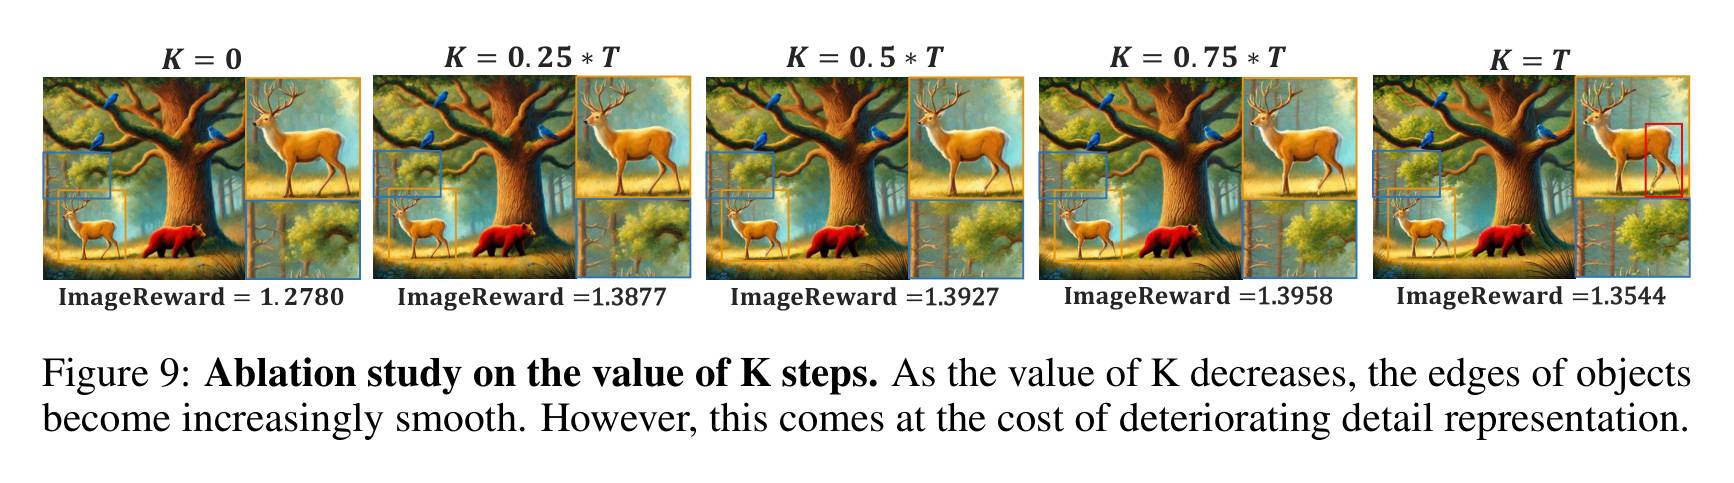 K = 0
K = 0.25 * T
K = 0.5 * T
K = 0.75 * T
K = T
ImageReward = 1.2780
ImageReward =1.3877
ImageReward =1.3927
ImageReward =1.3958
ImageReward =1.3544
Figure 9: Ablation study on the value of K steps. As the value of K decreases, the edges of objects
become increasingly smooth. However, this comes at the cost of deteriorating detail representation.